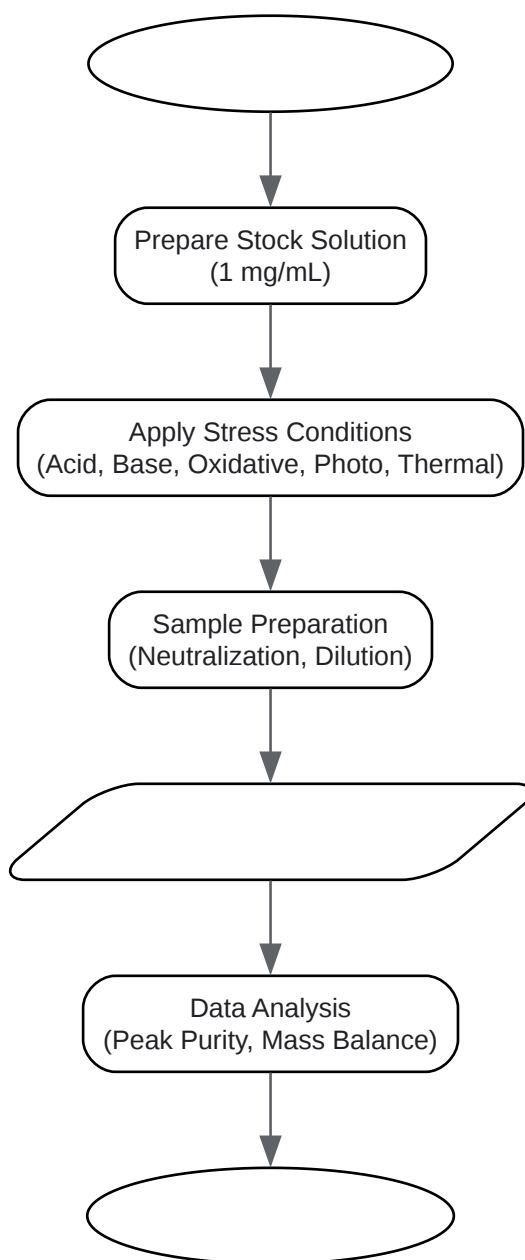 Prepare Stock Solution
(1 mg/mL)
Apply Stress Conditions
(Acid, Base, Oxidative, Photo, Thermal)
Sample Preparation
(Neutralization, Dilution)
Data Analysis
(Peak Purity, Mass Balance)